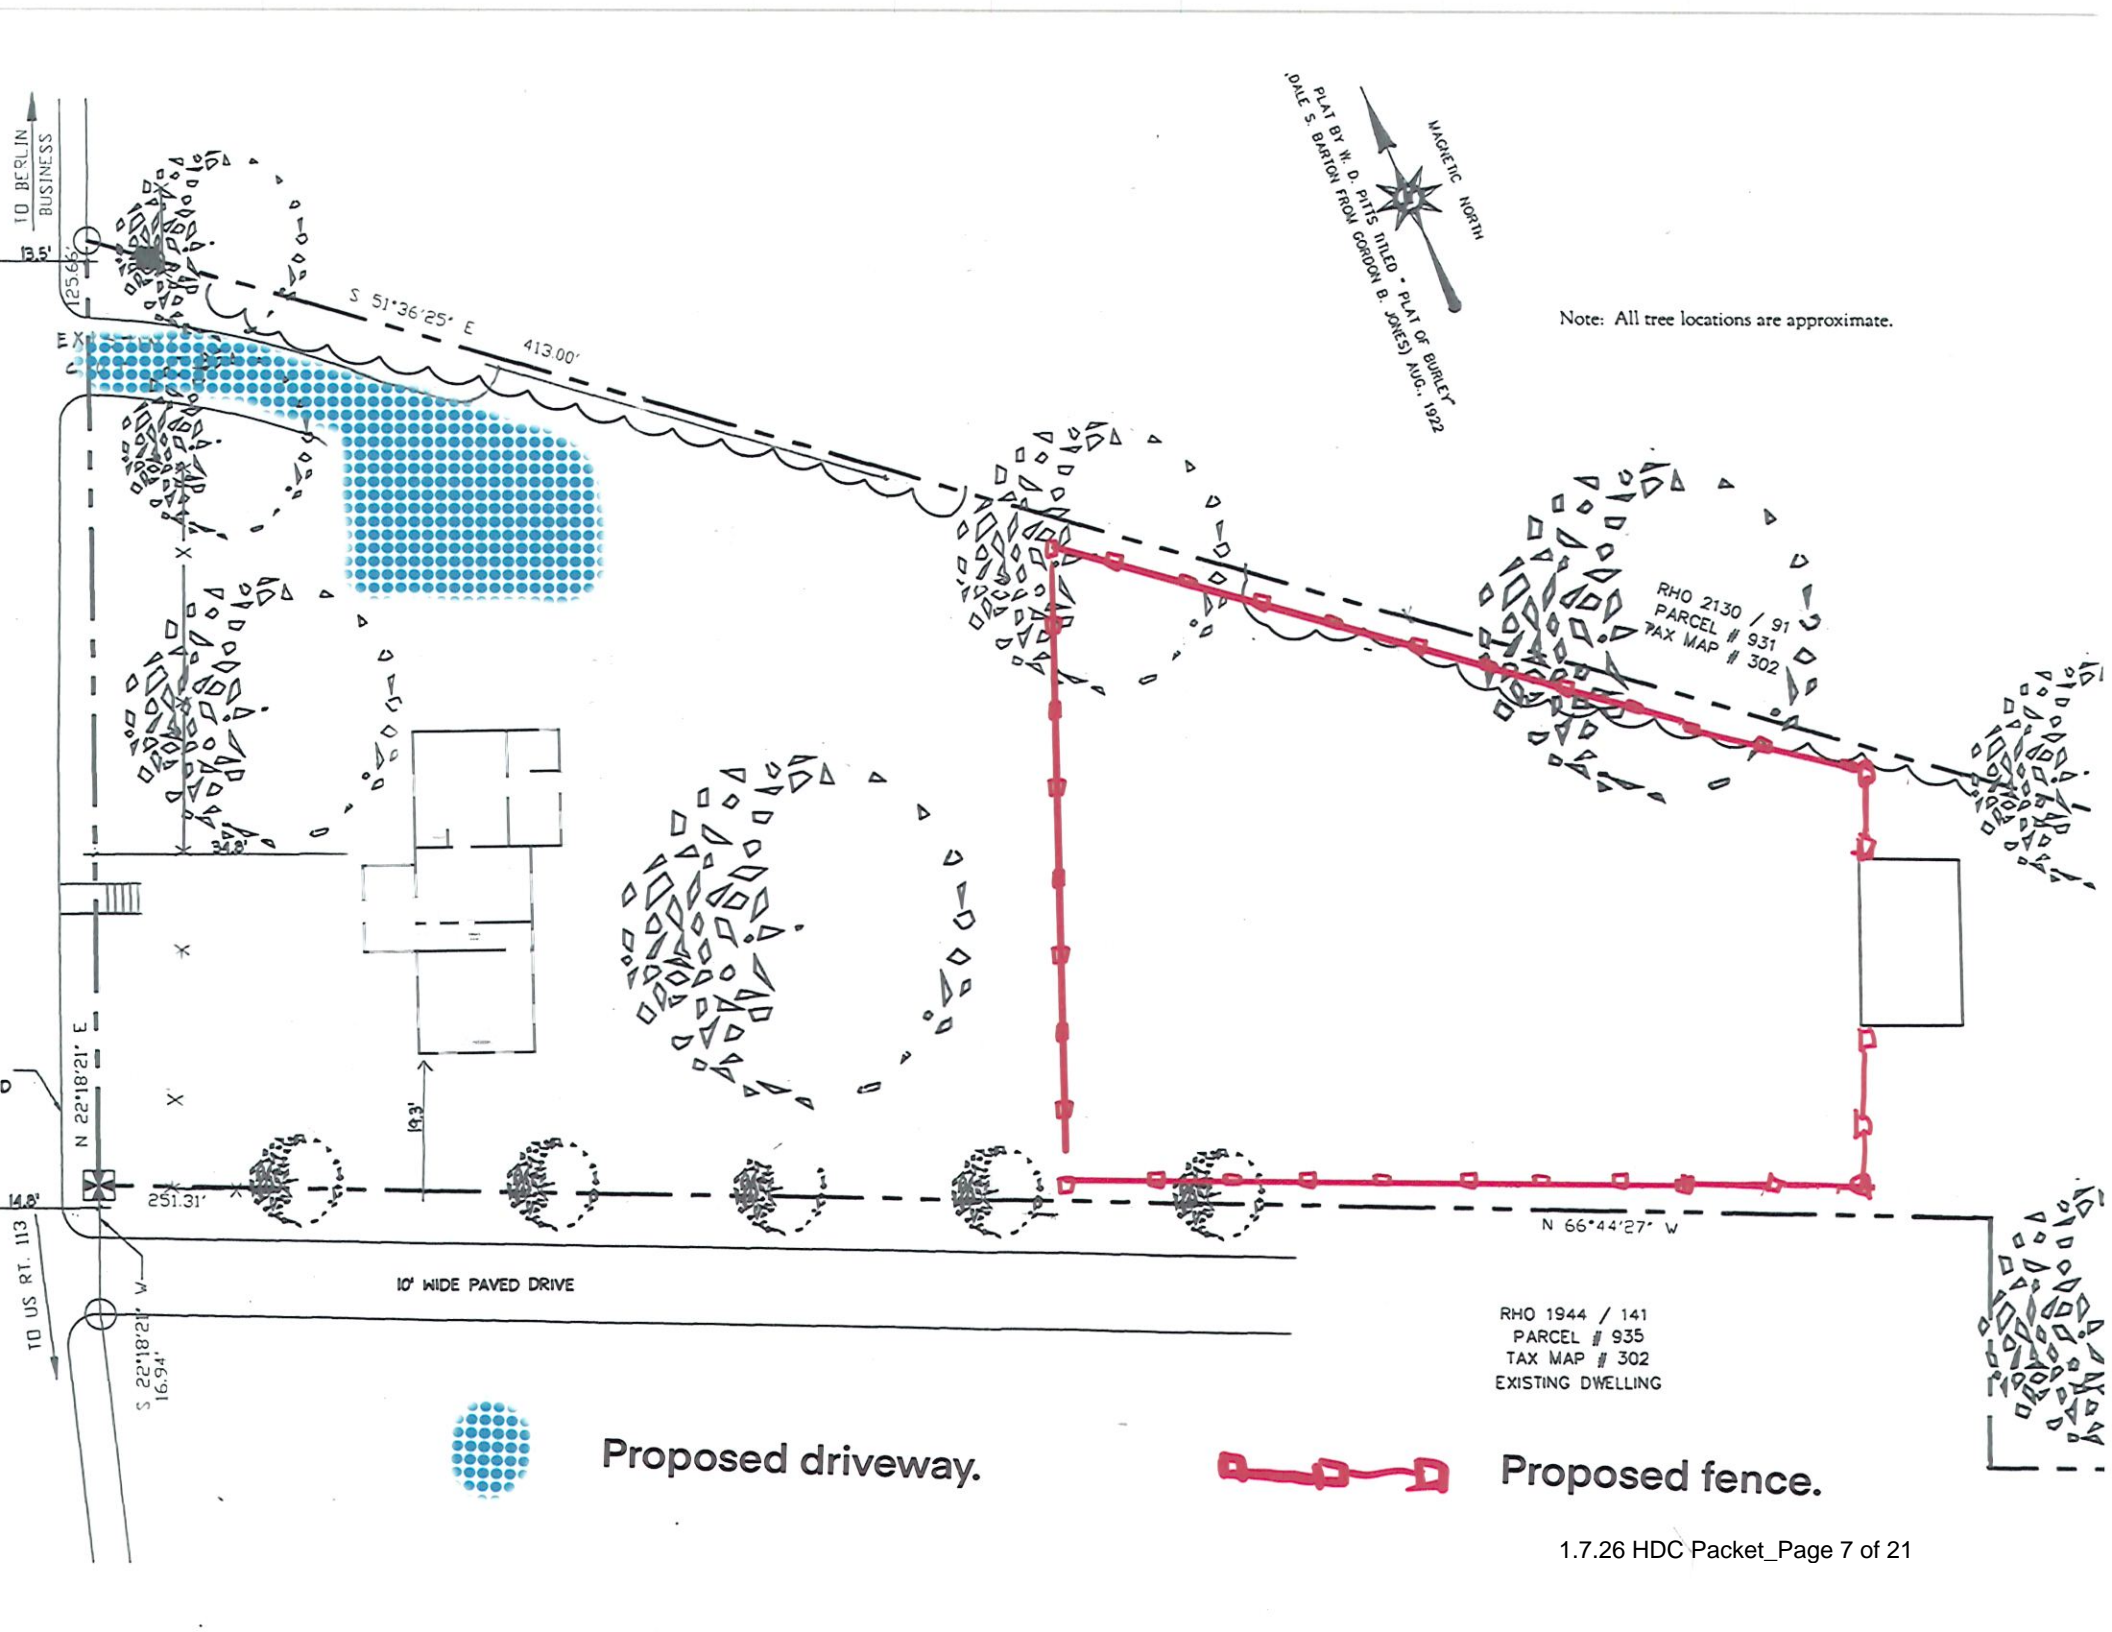 TO BERLIN
BUSINESS
13.5'
125.66'
S 51°36'25" E
413.00'
MAGNETIC NORTH
PLAT BY W. D. PITTS TITLED " PLAT OF BURLEY"
DALE S. BARTON FROM GORDON B. JONES) AUG., 1922
Note: All tree locations are approximate.
RHO 2130 / 91
PARCEL # 931
TAX MAP # 302
34.8'
N 22°18'21" E
19.3'
251.31'
14.8'
TO US RT. 113
S 22°18'21" W
16.94'
N 66°44'27" W
10' WIDE PAVED DRIVE
RHO 1944 / 141
PARCEL # 935
TAX MAP # 302
EXISTING DWELLING
Proposed driveway.
Proposed fence.
1.7.26 HDC Packet_Page 7 of 21